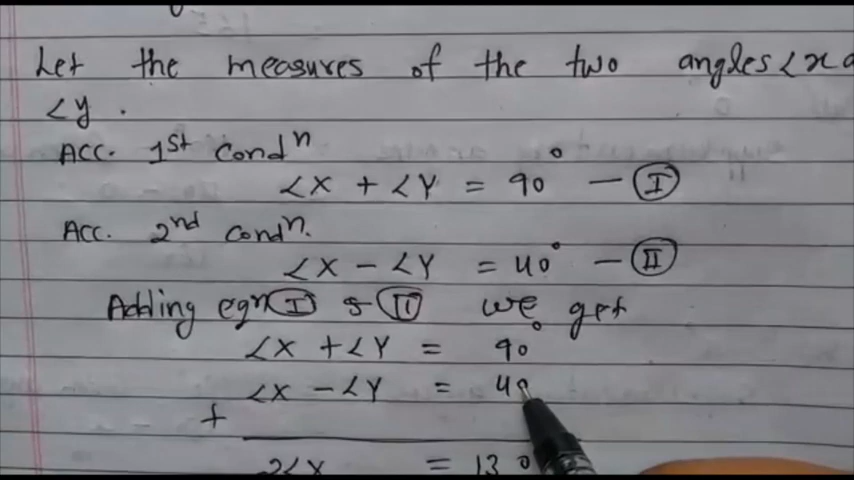 Let the measures of the two angles <x
<y .
Acc. 1st condn
<X + <Y = 90° — I
Acc. 2nd condn.
<X - <Y = 40° — II
Adding eqn I & II we get
<X + <Y = 90°
<X - <Y = 40
+
2<X = 130